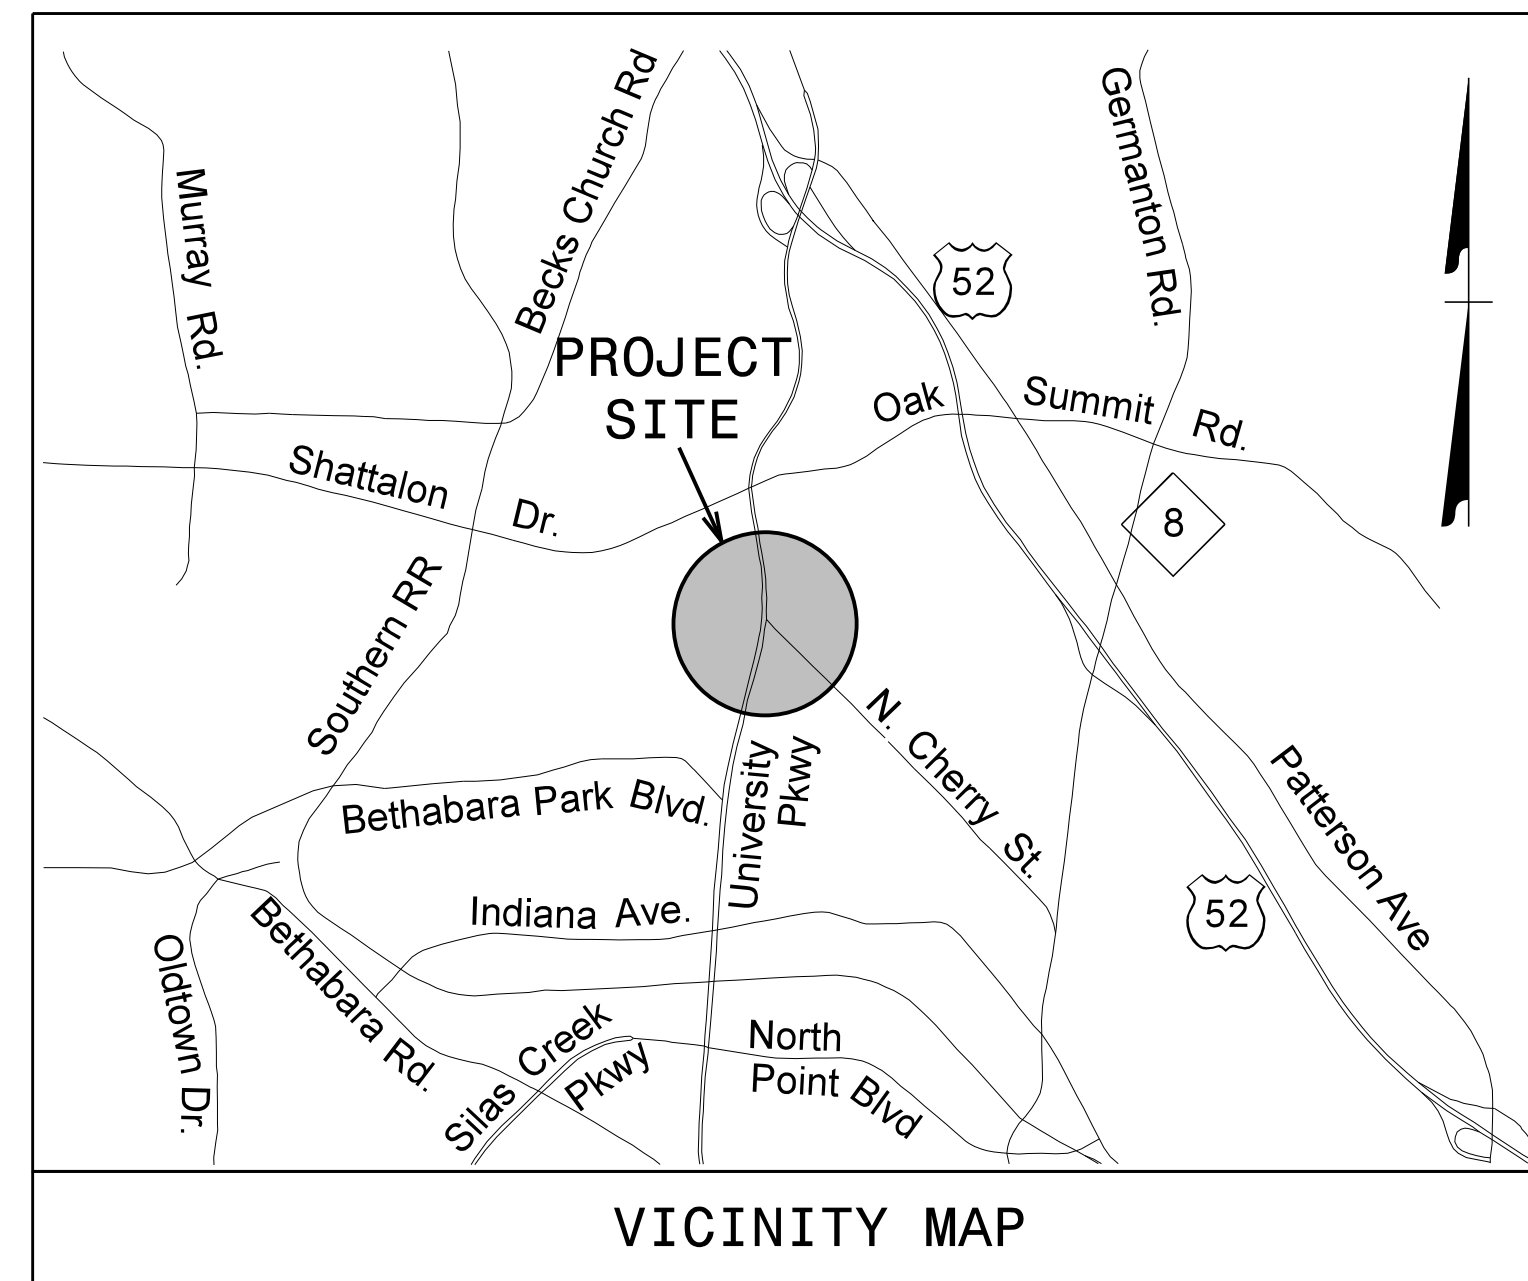 Becks Church Rd
Germanton Rd.
Murray Rd.
52
PROJECT
SITE
Oak Summit Rd.
Shattalon Dr.
8
Southern RR
N. Cherry St.
University
Pkwy
Patterson Ave
Bethabara Park Blvd.
52
Indiana Ave.
Bethabara Rd.
Oldtown Dr.
Silas Creek
Pkwy
North
Point Blvd
VICINITY MAP